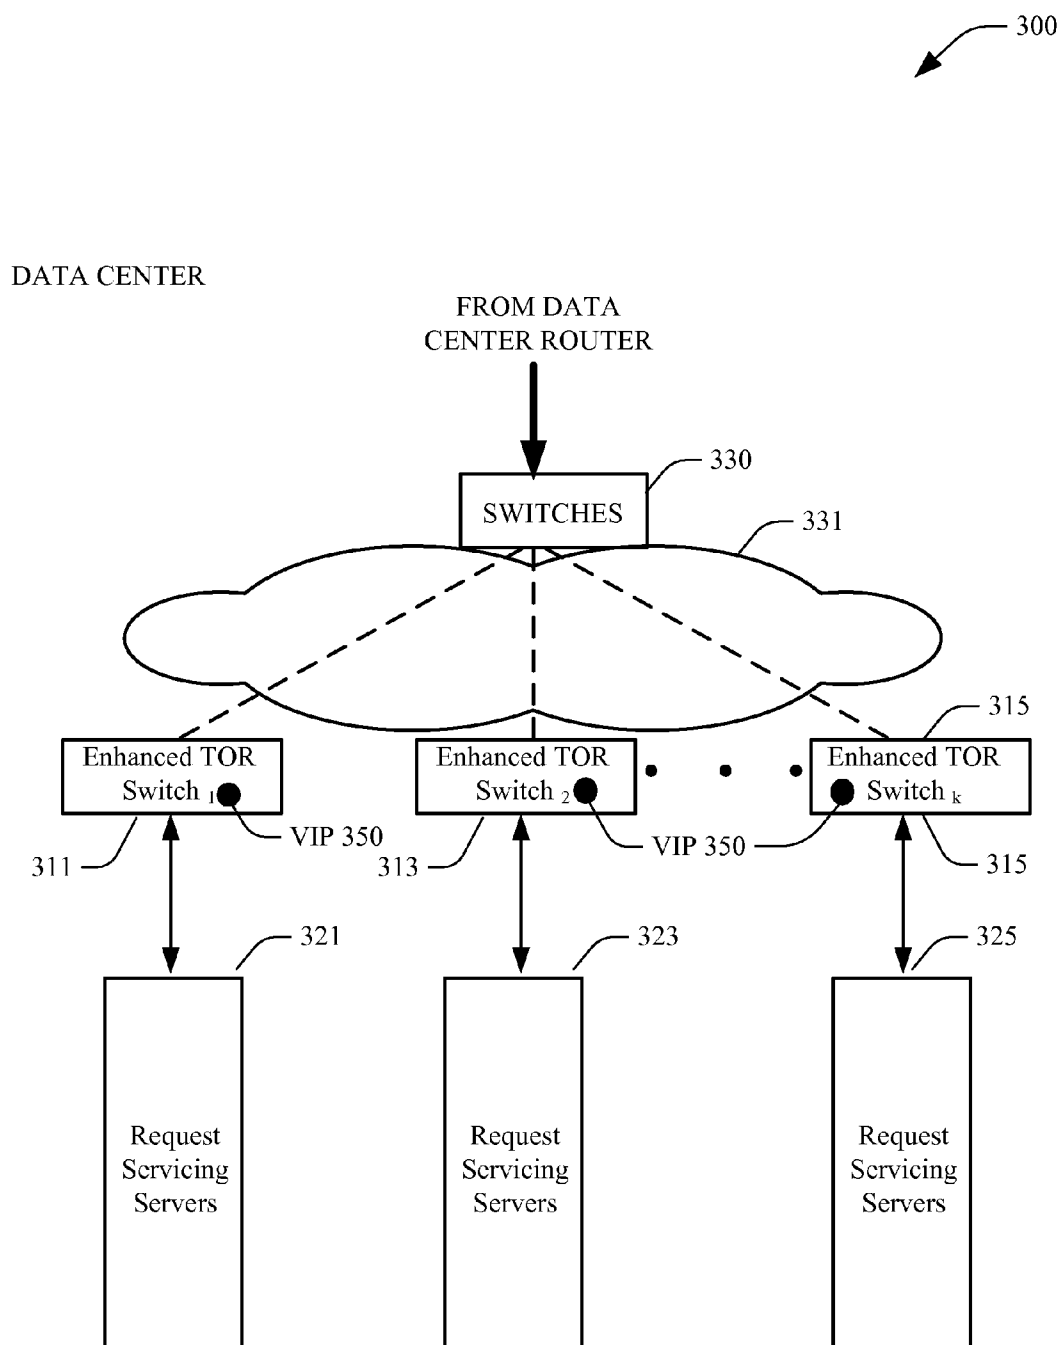 300
DATA CENTER
FROM DATA
CENTER ROUTER
330
SWITCHES
331
315
Enhanced TOR
Switch 1
Enhanced TOR
Switch 2
Enhanced TOR
Switch k
311
VIP 350
313
VIP 350
315
321
323
325
Request
Servicing
Servers
Request
Servicing
Servers
Request
Servicing
Servers